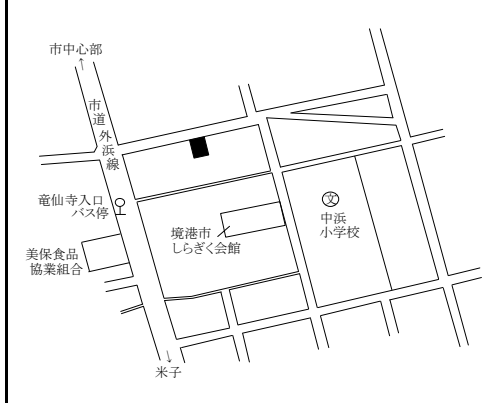 市中心部
↑
市道外浜線
竜仙寺入口
バス停
美保食品
協業組合
境港市
しらぎく会館
文
中浜
小学校
↓
米子